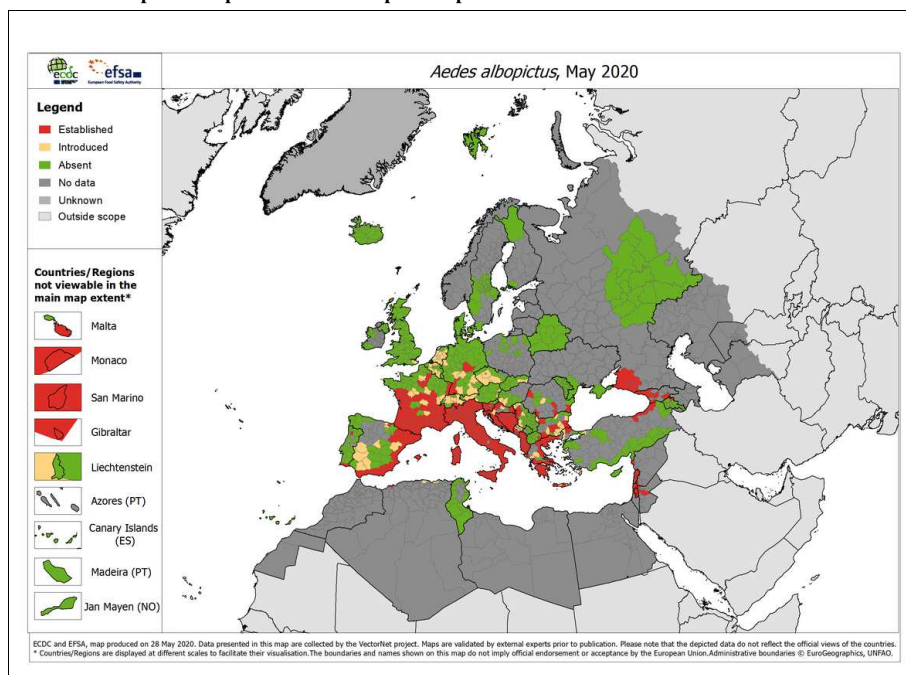 ecdc
efsa
European Food Safety Authority
Aedes albopictus, May 2020
Legend
Established
Introduced
Absent
No data
Unknown
Outside scope
Countries/Regions
not viewable in the
main map extent*
Malta
Monaco
San Marino
Gibraltar
Liechtenstein
Azores (PT)
Canary Islands
(ES)
Madeira (PT)
Jan Mayen (NO)
ECDC and EFSA, map produced on 28 May 2020. Data presented in this map are collected by the VectorNet project. Maps are validated by external experts prior to publication. Please note that the depicted data do not reflect the official views of the countries.
* Countries/Regions are displayed at different scales to facilitate their visualisation.The boundaries and names shown on this map do not imply official endorsement or acceptance by the European Union.Administrative boundaries © EuroGeographics, UNFAO.